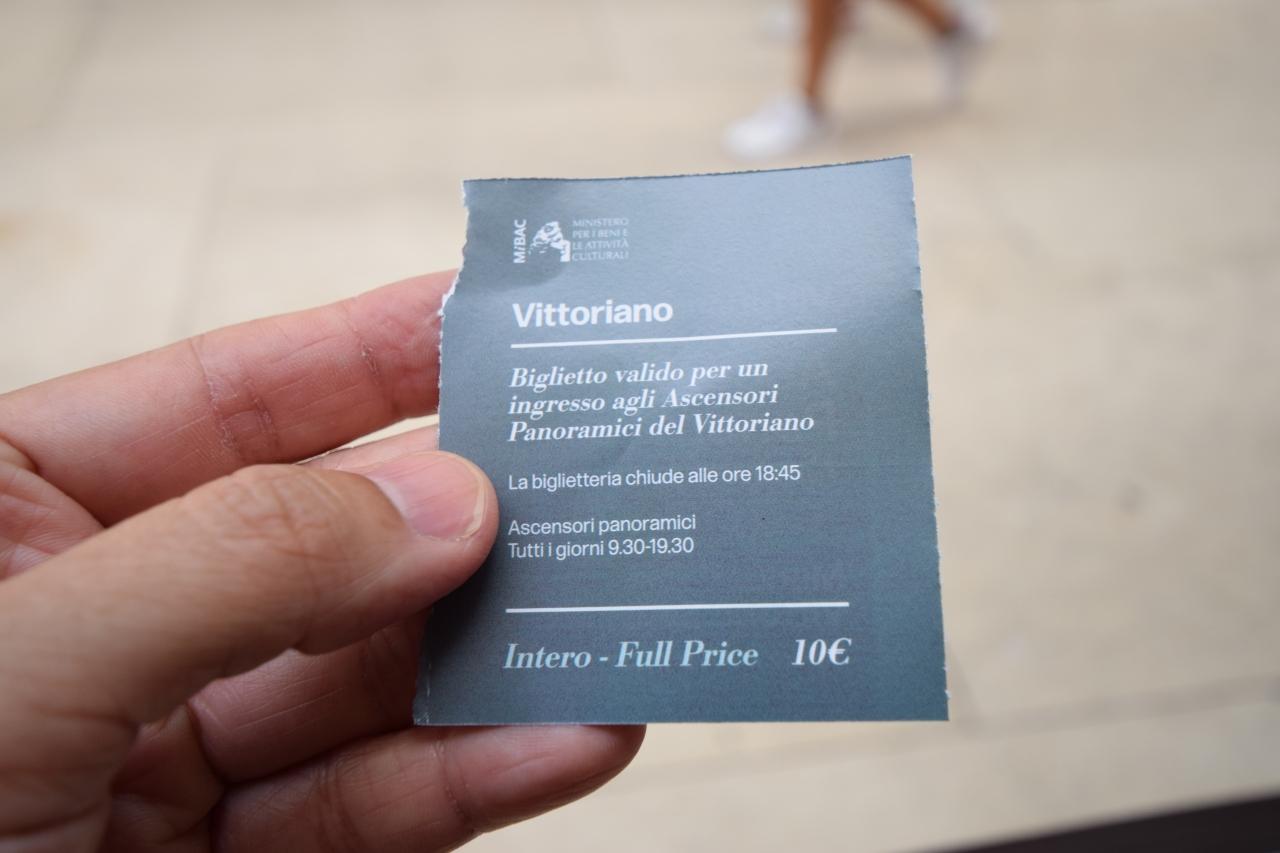 MiBAC
MINISTERO
PER I BENI E
LE ATTIVITÀ
CULTURALI
Vittoriano
Biglietto valido per un
ingresso agli Ascensori
Panoramici del Vittoriano
La biglietteria chiude alle ore 18:45
Ascensori panoramici
Tutti i giorni 9.30-19.30
Intero - Full Price 10€